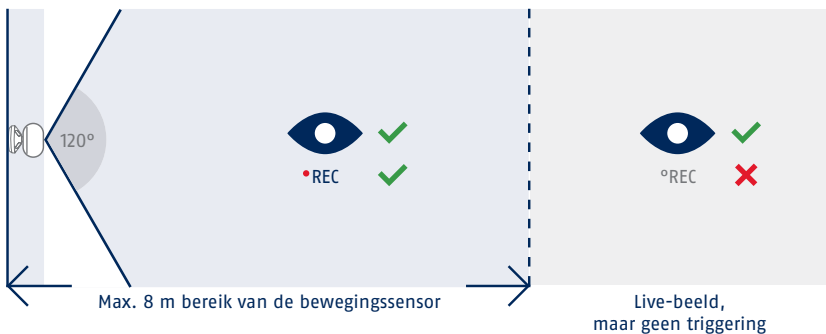 120°
•REC
°REC
Max. 8 m bereik van de bewegingssensor
Live-beeld,
maar geen triggering